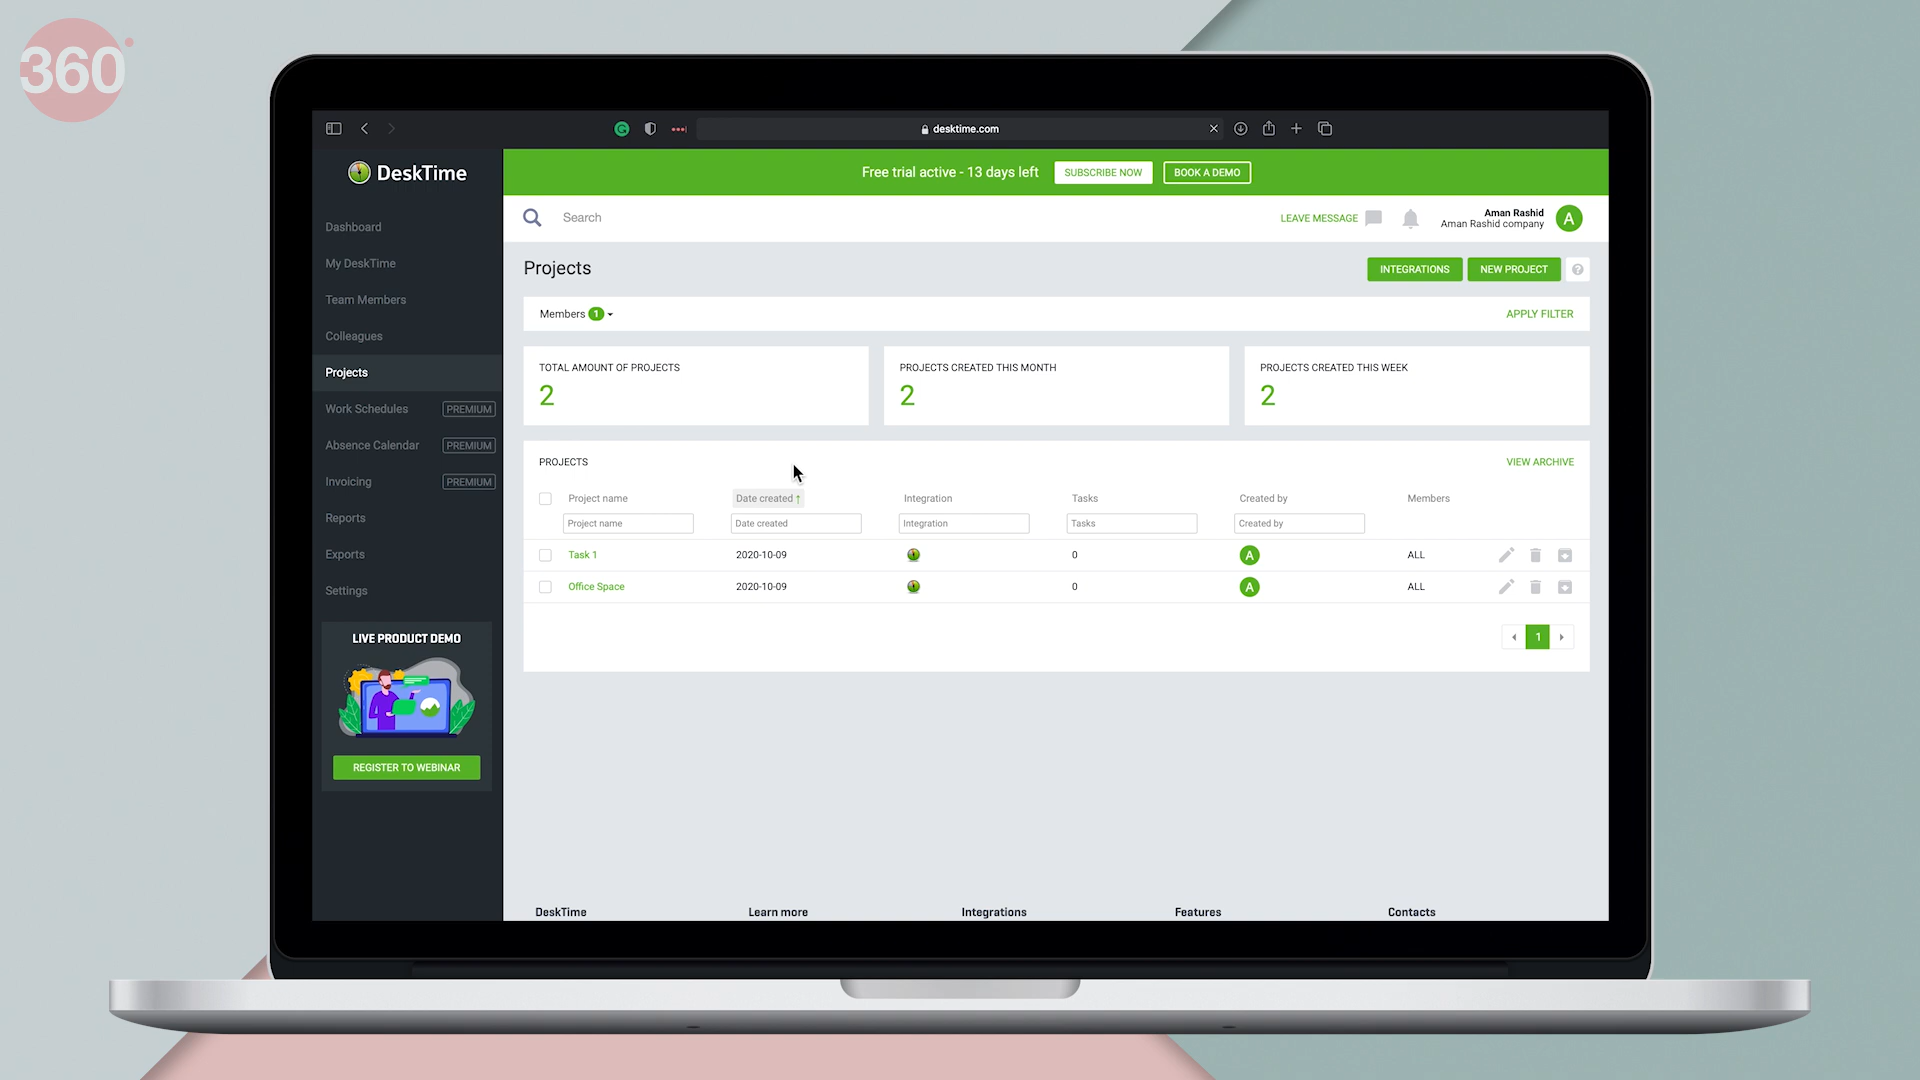 360°
desktime.com
DeskTime
Free trial active - 13 days left
SUBSCRIBE NOW
BOOK A DEMO
Search
LEAVE MESSAGE
Aman Rashid
Aman Rashid company
A
Dashboard
My DeskTime
Team Members
Colleagues
Projects
Work Schedules PREMIUM
Absence Calendar PREMIUM
Invoicing PREMIUM
Reports
Exports
Settings
LIVE PRODUCT DEMO
REGISTER TO WEBINAR
Projects
INTEGRATIONS
NEW PROJECT
?
Members 1
APPLY FILTER
TOTAL AMOUNT OF PROJECTS
2
PROJECTS CREATED THIS MONTH
2
PROJECTS CREATED THIS WEEK
2
PROJECTS
VIEW ARCHIVE
Project name Date created ↑ Integration Tasks Created by Members
Project name Date created Integration Tasks Created by
Task 1 2020-10-09 0 A ALL
Office Space 2020-10-09 0 A ALL
1
DeskTime Learn more Integrations Features Contacts